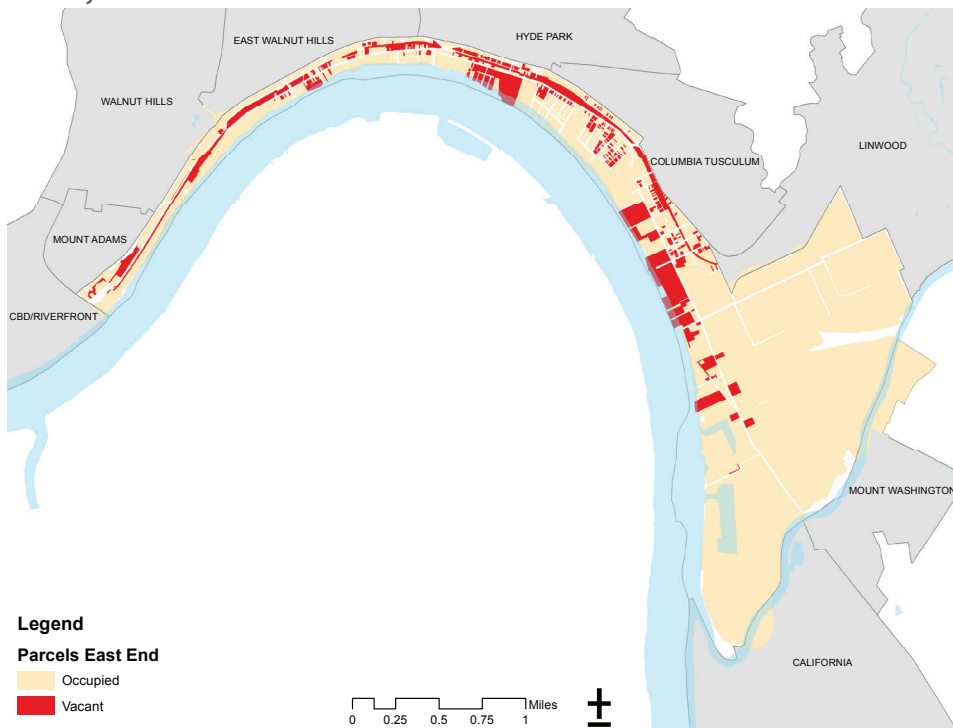 EAST WALNUT HILLS
HYDE PARK
WALNUT HILLS
LINWOOD
COLUMBIA TUSCULUM
MOUNT ADAMS
CBD/RIVERFRONT
MOUNT WASHINGTON
CALIFORNIA
Legend
Parcels East End
Occupied
Vacant
Miles
0 0.25 0.5 0.75 1